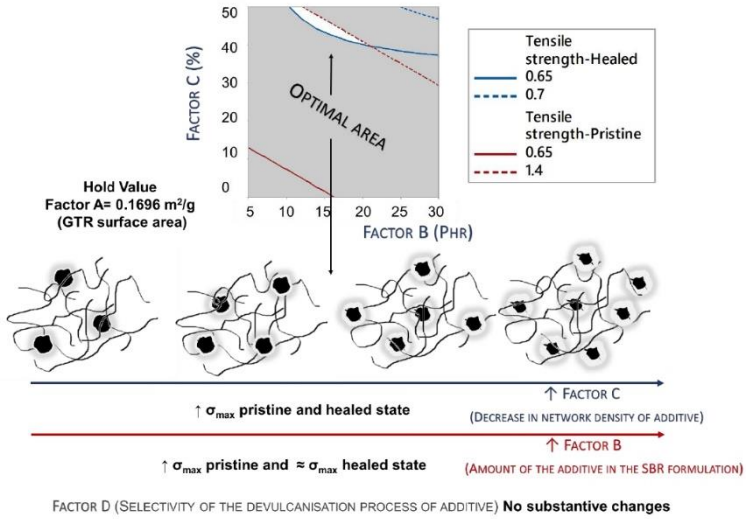 50
40
30
20
10
0
FACTOR C (%)
OPTIMAL AREA
5
10
15
20
25
30
FACTOR B (PHR)
Tensile
strength-Healed
0.65
0.7
Tensile
strength-Pristine
0.65
1.4
Hold Value
Factor A= 0.1696 m²/g
(GTR surface area)
↑ FACTOR C
↑ σmax pristine and healed state
(DECREASE IN NETWORK DENSITY OF ADDITIVE)
↑ FACTOR B
↑ σmax pristine and ≈ σmax healed state
(AMOUNT OF THE ADDITIVE IN THE SBR FORMULATION)
FACTOR D (SELECTIVITY OF THE DEVULCANISATION PROCESS OF ADDITIVE) No substantive changes